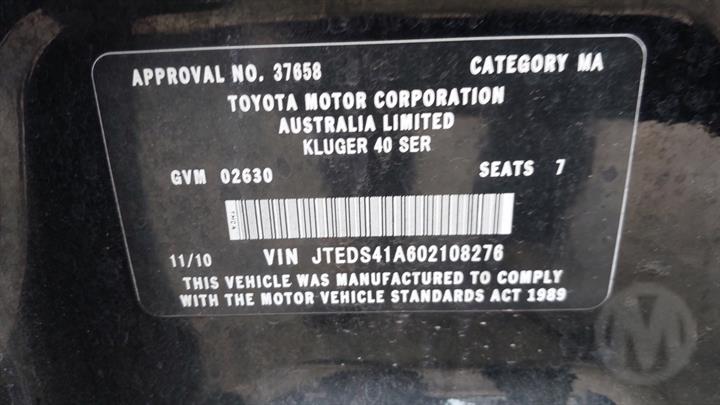 APPROVAL NO. 37658 CATEGORY MA
TOYOTA MOTOR CORPORATION
AUSTRALIA LIMITED
KLUGER 40 SER
GVM 02630 SEATS 7
11/10 VIN JTEDS41A602108276
THIS VEHICLE WAS MANUFACTURED TO COMPLY
WITH THE MOTOR VEHICLE STANDARDS ACT 1989
M